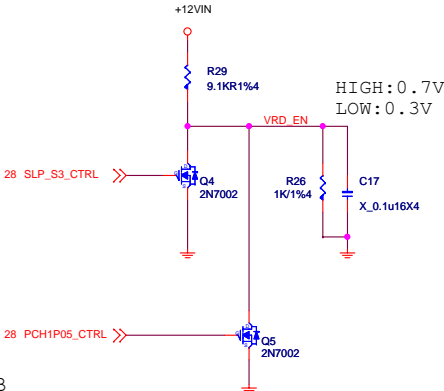 +12VIN
R29
9.1KR1%4
HIGH:0.7V
LOW:0.3V
VRD_EN
28 SLP_S3_CTRL
Q4
2N7002
R26
1K/1%4
C17
X_0.1u16X4
28 PCH1P05_CTRL
Q5
2N7002